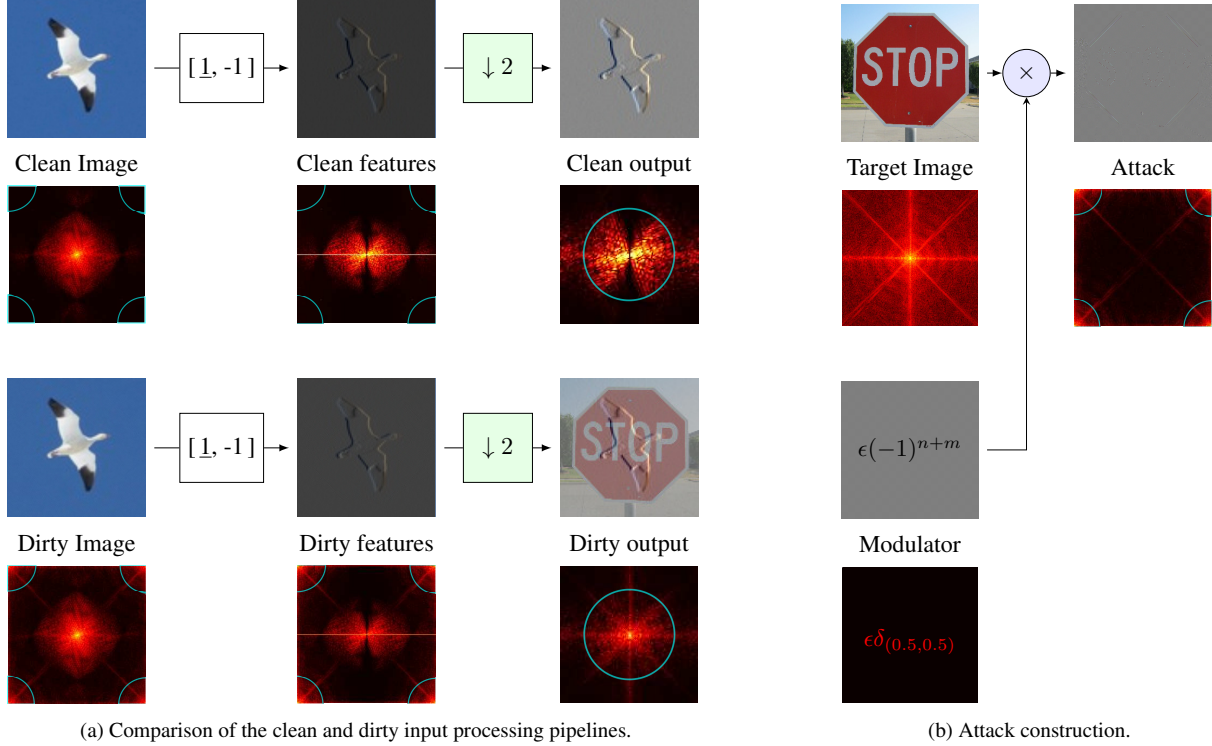 [ 1, -1 ]
↓ 2
STOP
×
Clean Image
Clean features
Clean output
Target Image
Attack
[ 1, -1 ]
↓ 2
STOP
ϵ(−1)ⁿ⁺ᵐ
Dirty Image
Dirty features
Dirty output
Modulator
ϵδ(0.5,0.5)
(a) Comparison of the clean and dirty input processing pipelines.
(b) Attack construction.